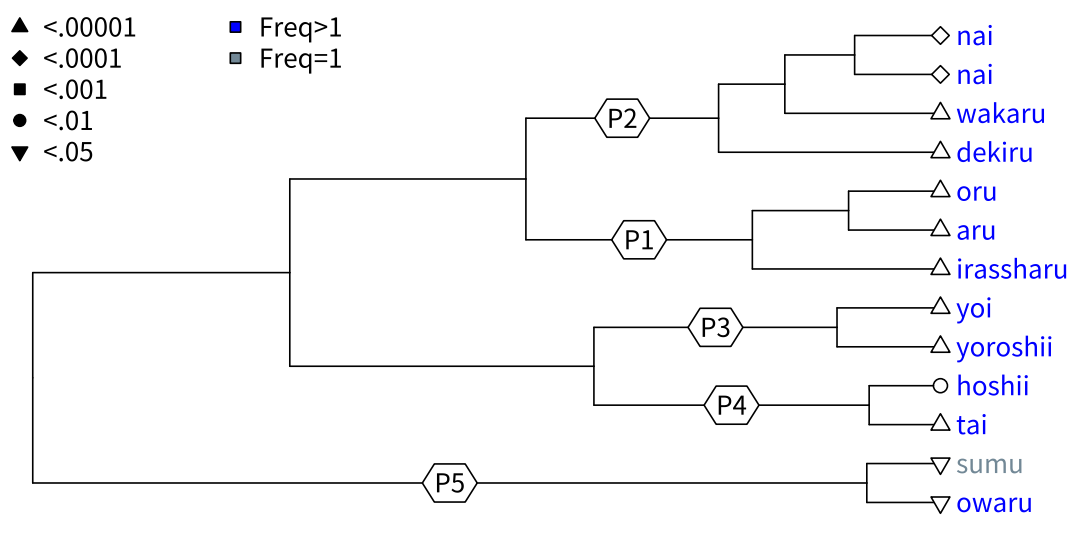 <.00001
<.0001
<.001
<.01
<.05
Freq>1
Freq=1
nai
nai
wakaru
dekiru
oru
aru
irassharu
yoi
yoroshii
hoshii
tai
sumu
owaru
P2
P1
P3
P4
P5